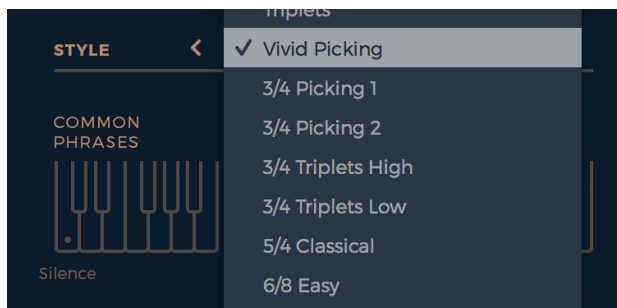 Triplets
STYLE
Vivid Picking
3/4 Picking 1
COMMON
PHRASES
3/4 Picking 2
3/4 Triplets High
3/4 Triplets Low
5/4 Classical
Silence
6/8 Easy